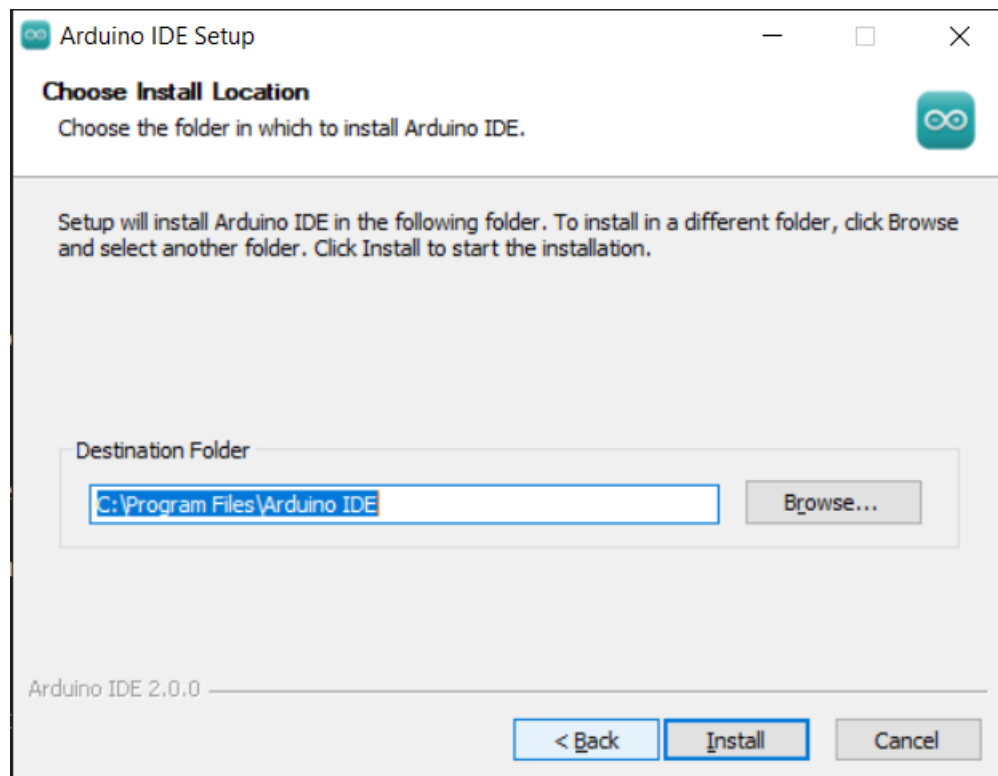 Arduino IDE Setup
Choose Install Location
Choose the folder in which to install Arduino IDE.
Setup will install Arduino IDE in the following folder. To install in a different folder, click Browse
and select another folder. Click Install to start the installation.
Destination Folder
C:\Program Files\Arduino IDE
Browse...
Arduino IDE 2.0.0
< Back
Install
Cancel